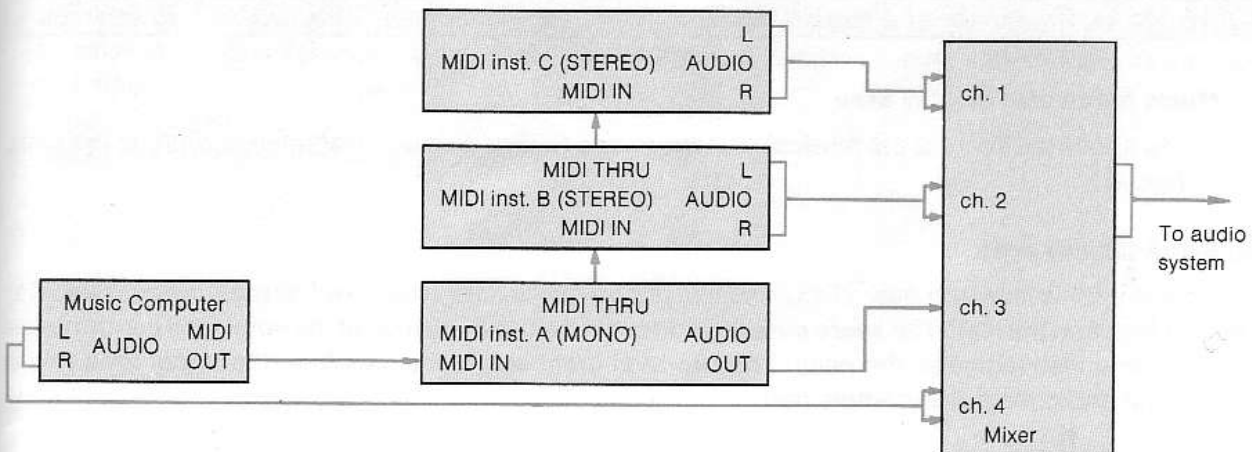 L
MIDI inst. C (STEREO) AUDIO
MIDI IN R
ch. 1
MIDI THRU L
MIDI inst. B (STEREO) AUDIO
MIDI IN R
ch. 2
To audio
system
Music Computer
L MIDI
AUDIO
R OUT
MIDI THRU
MIDI inst. A (MONO) AUDIO
MIDI IN OUT
ch. 3
ch. 4
Mixer